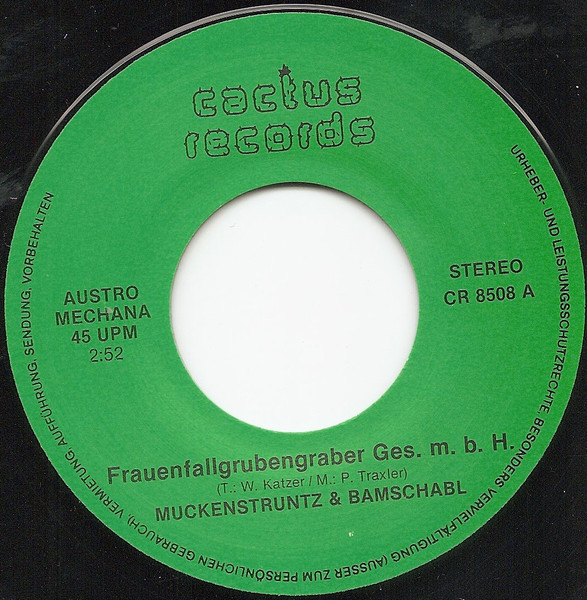 cactus
records
AUSTRO
MECHANA
45 UPM
2:52
STEREO
CR 8508 A
Frauenfallgrubengraber Ges. m. b. H.
(T.: W. Katzer / M.: P. Traxler)
MUCKENSTRUNTZ & BAMSCHABL
URHEBER- UND LEISTUNGSSCHUTZRECHTE, BESONDERS VERVIELFÄLTIGUNG (AUSSER ZUM PERSÖNLICHEN GEBRAUCH), VERMIETUNG, AUFFÜHRUNG, SENDUNG, VORBEHALTEN